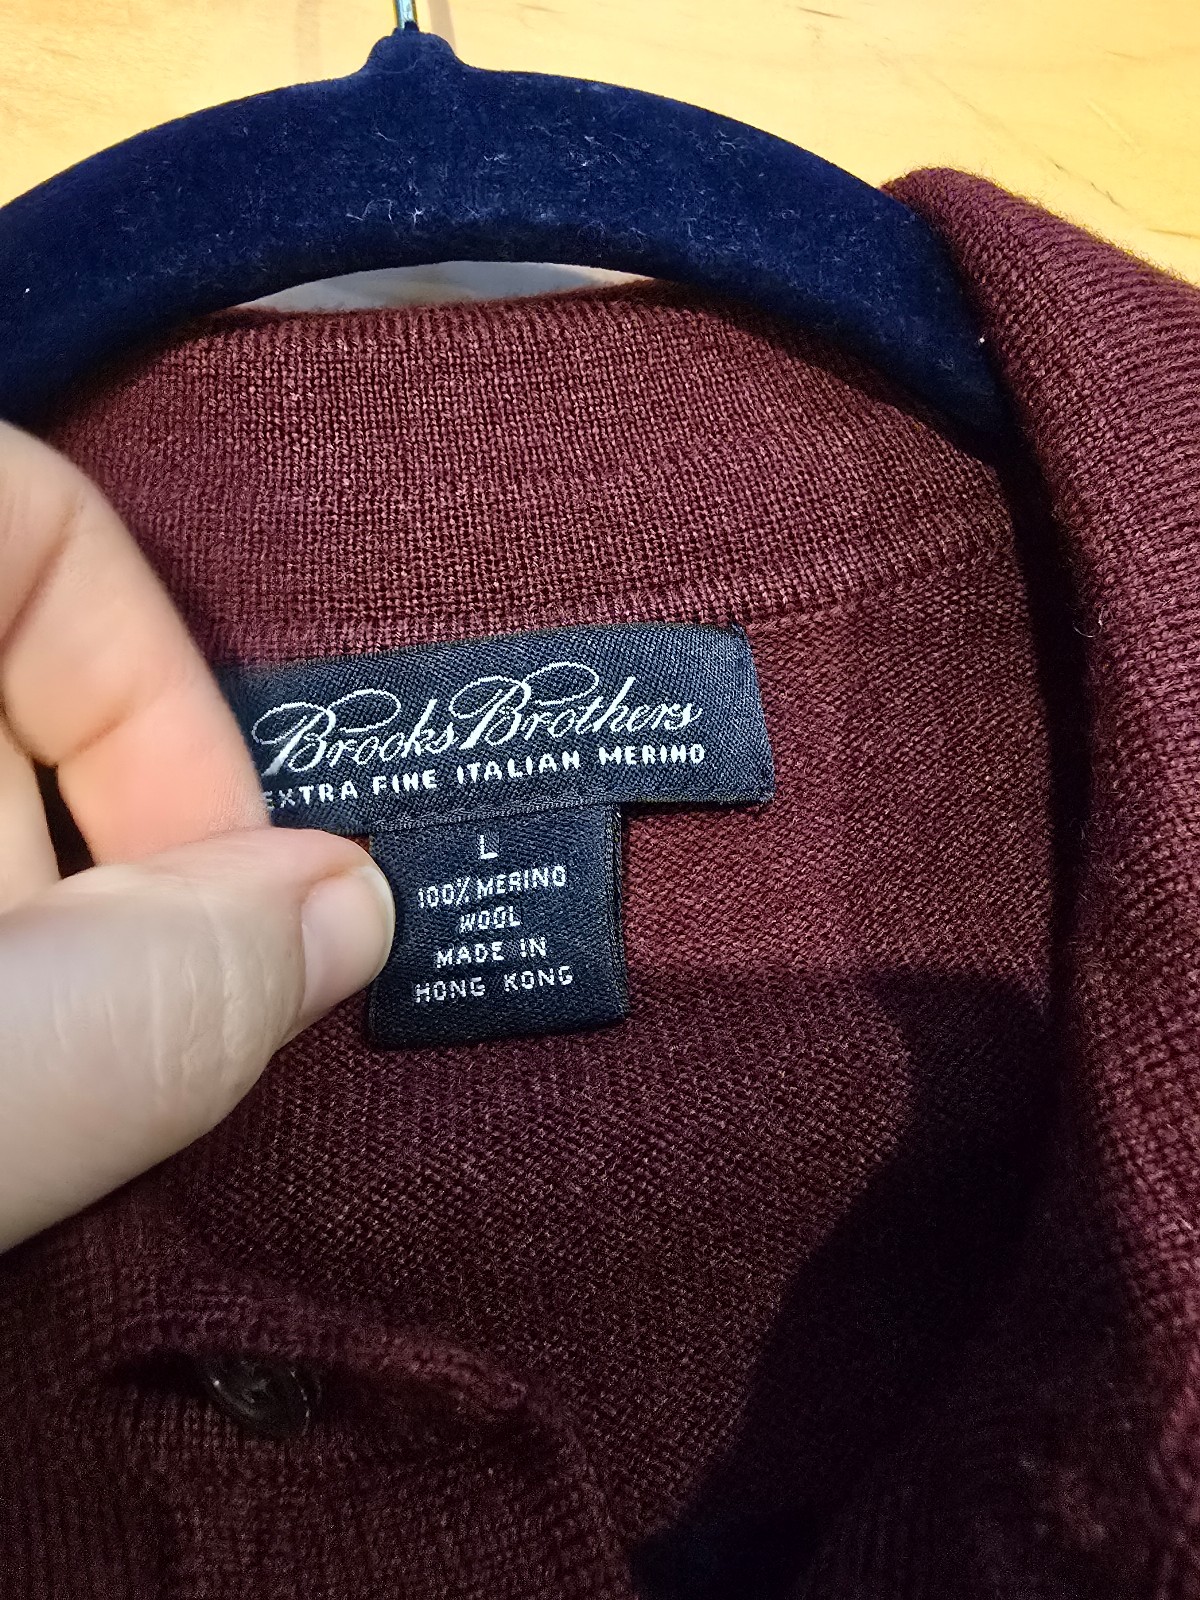 Brooks Brothers
EXTRA FINE ITALIAN MERINO
L
100% MERINO
WOOL
MADE IN
HONG KONG